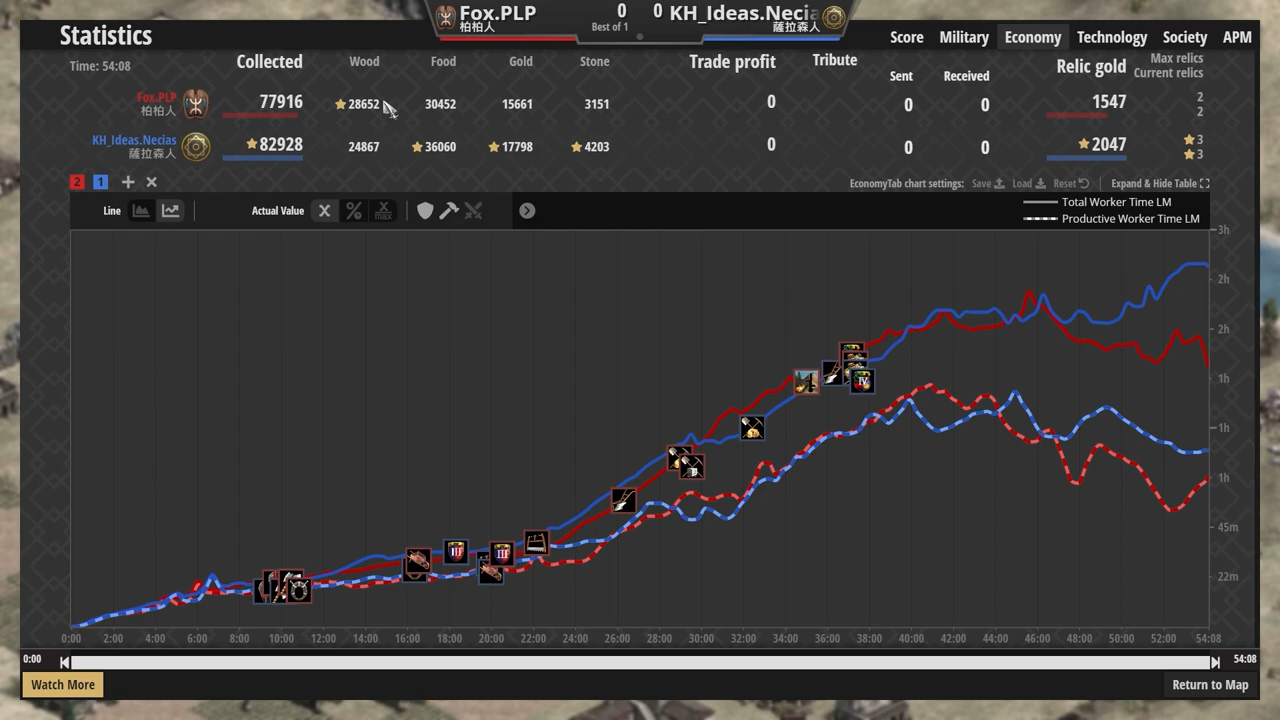 Fox.PLP
柏柏人
0
Best of 1
0
KH_Ideas.Necia
薩拉森人
Statistics
Score
Military
Economy
Technology
Society
APM
Time: 54:08
Collected
Wood
Food
Gold
Stone
Trade profit
Tribute
Sent
Received
Relic gold
Max relics
Current relics
Fox.PLP
柏柏人
77916
28652
30452
15661
3151
0
0
0
1547
2
2
KH_Ideas.Necias
薩拉森人
82928
24867
36060
17798
4203
0
0
0
2047
3
3
2
1
EconomyTab chart settings:
Save
Load
Reset
Expand & Hide Table
Line
Actual Value
X
%
X
max
Total Worker Time LM
Productive Worker Time LM
3h
2h
2h
1h
1h
1h
45m
22m
III
III
IV
0:00
2:00
4:00
6:00
8:00
10:00
12:00
14:00
16:00
18:00
20:00
22:00
24:00
26:00
28:00
30:00
32:00
34:00
36:00
38:00
40:00
42:00
44:00
46:00
48:00
50:00
52:00
54:08
0:00
54:08
Watch More
Return to Map